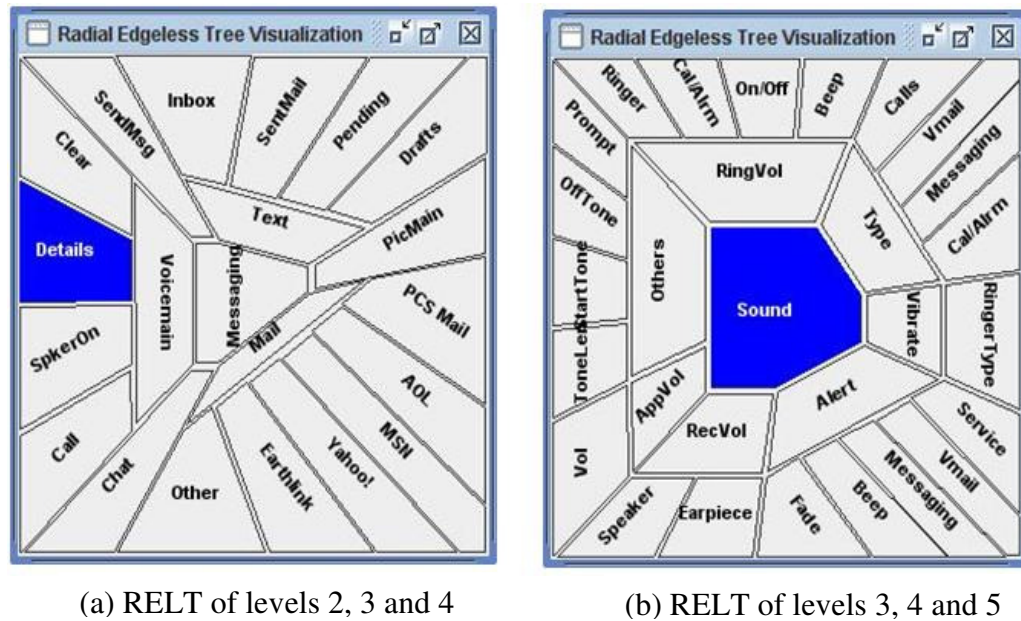 Radial Edgeless Tree Visualization
Inbox
SentMail
Pending
Drafts
SendMsg
Clear
Text
PicMain
Details
Voicemain
Messaging
Mail
PCS Mail
SpkerOn
AOL
MSN
Call
Chat
Other
Earthlink
Yahoo!
(a) RELT of levels 2, 3 and 4
Radial Edgeless Tree Visualization
Ringer
Cal/Alrm
On/Off
Beep
Calls
Vmail
Messaging
Cal/Alrm
Prompt
OffTone
RingVol
Type
Others
Sound
StartTone
ToneLen
Vibrate
RingerType
AppVol
RecVol
Alert
Vol
Speaker
Earpiece
Fade
Beep
Messaging
Vmail
Service
(b) RELT of levels 3, 4 and 5